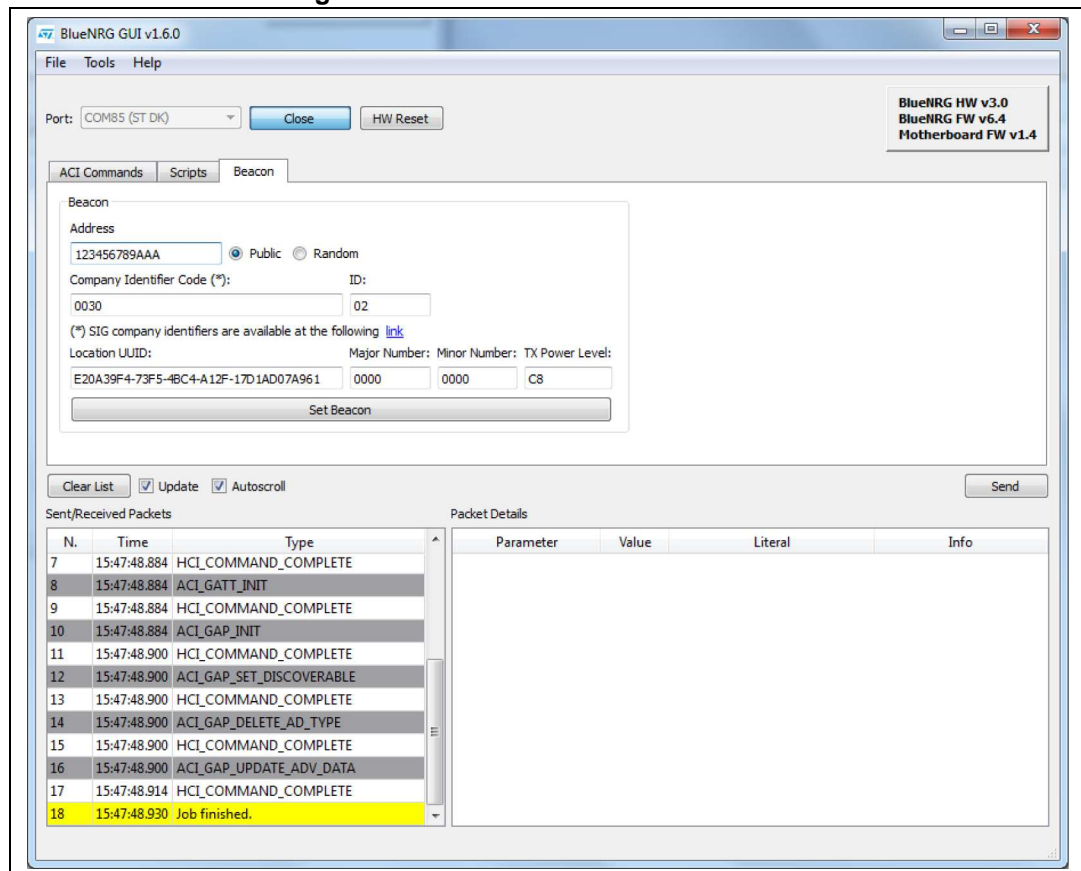 BlueNRG GUI v1.6.0
File Tools Help
Port: COM85 (ST DK) Close HW Reset
BlueNRG HW v3.0
BlueNRG FW v6.4
Motherboard FW v1.4
ACI Commands Scripts Beacon
Beacon
Address
123456789AAA Public Random
Company Identifier Code (*): ID:
0030 02
(*) SIG company identifiers are available at the following link
Location UUID: Major Number: Minor Number: TX Power Level:
E20A39F4-73F5-4BC4-A12F-17D1AD07A961 0000 0000 C8
Set Beacon
Clear List Update Autoscroll Send
Sent/Received Packets Packet Details
N. Time Type Parameter Value Literal Info
7 15:47:48.884 HCI_COMMAND_COMPLETE
8 15:47:48.884 ACI_GATT_INIT
9 15:47:48.884 HCI_COMMAND_COMPLETE
10 15:47:48.884 ACI_GAP_INIT
11 15:47:48.900 HCI_COMMAND_COMPLETE
12 15:47:48.900 ACI_GAP_SET_DISCOVERABLE
13 15:47:48.900 HCI_COMMAND_COMPLETE
14 15:47:48.900 ACI_GAP_DELETE_AD_TYPE
15 15:47:48.900 HCI_COMMAND_COMPLETE
16 15:47:48.900 ACI_GAP_UPDATE_ADV_DATA
17 15:47:48.914 HCI_COMMAND_COMPLETE
18 15:47:48.930 Job finished.